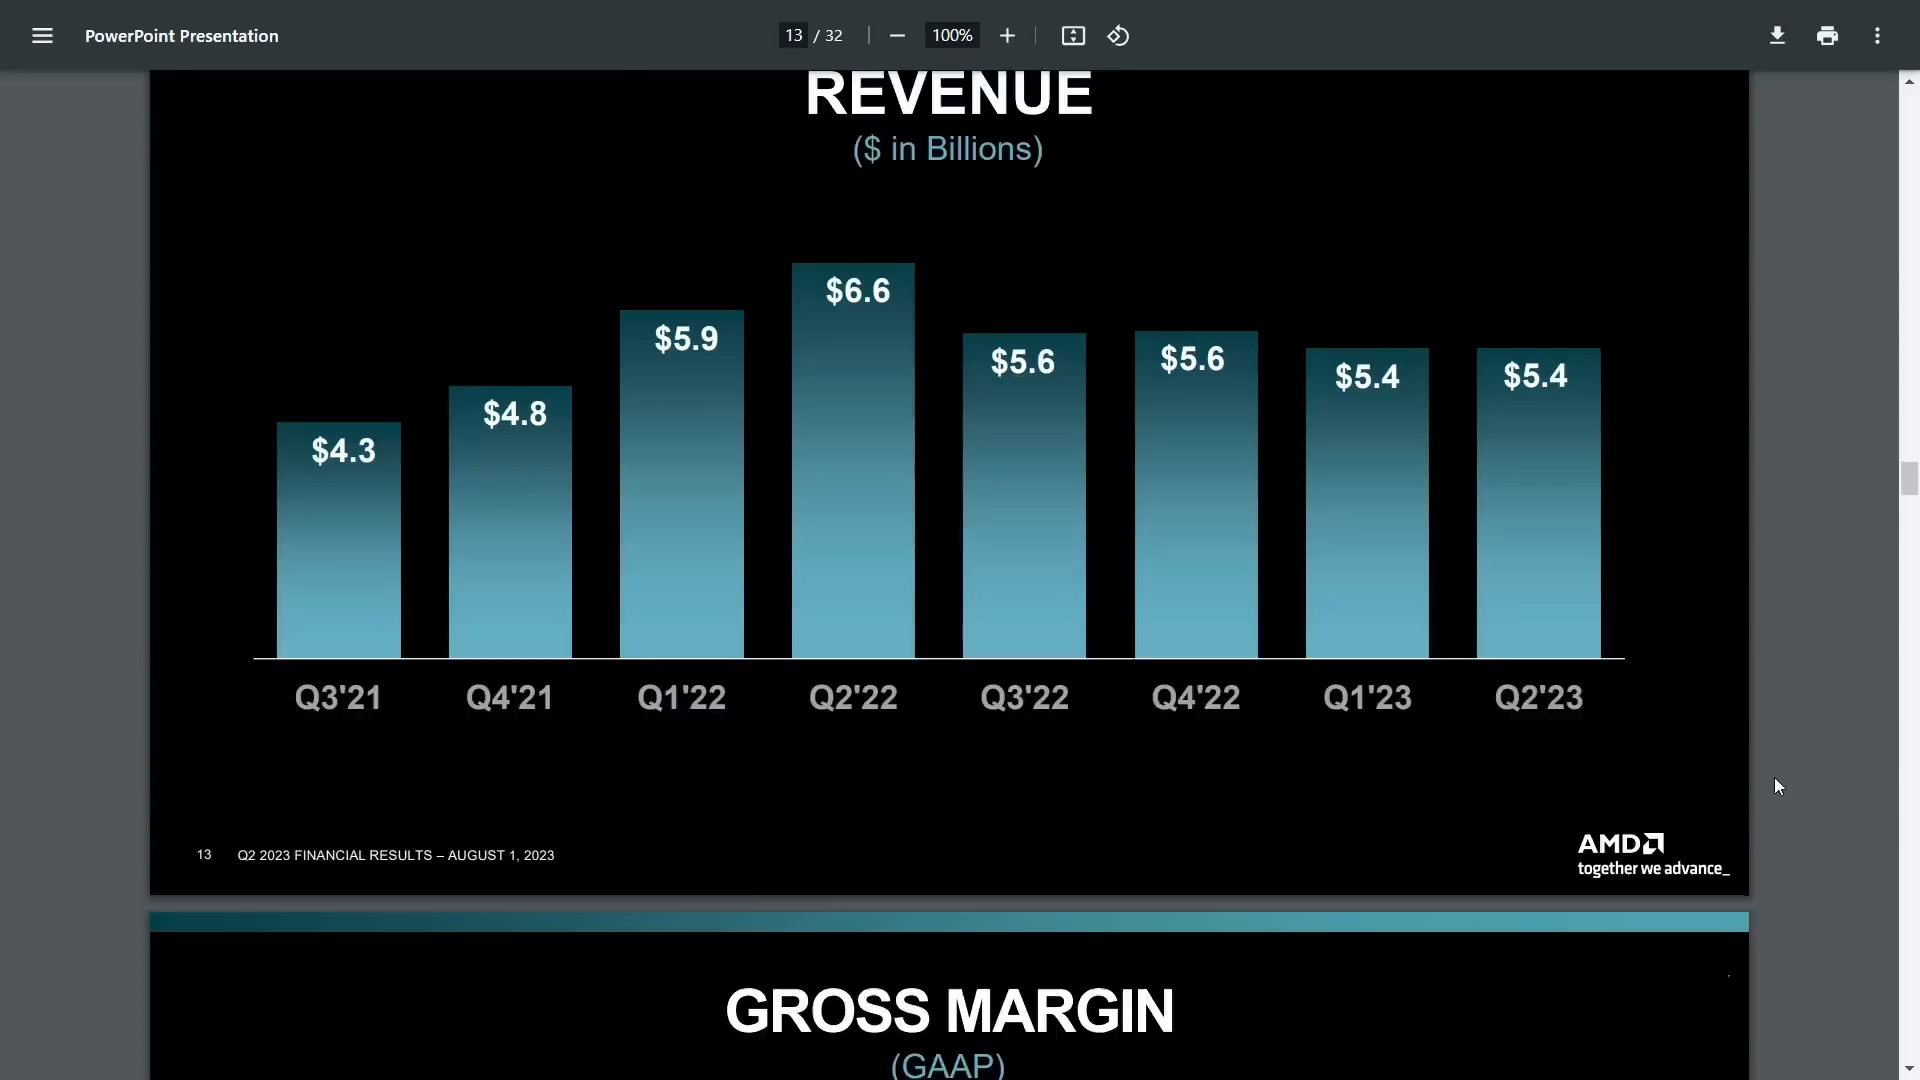 PowerPoint Presentation
13 / 32
100%
REVENUE
($ in Billions)
$4.3
$4.8
$5.9
$6.6
$5.6
$5.6
$5.4
$5.4
Q3'21
Q4'21
Q1'22
Q2'22
Q3'22
Q4'22
Q1'23
Q2'23
13 Q2 2023 FINANCIAL RESULTS – AUGUST 1, 2023
AMD
together we advance_
GROSS MARGIN
(GAAP)